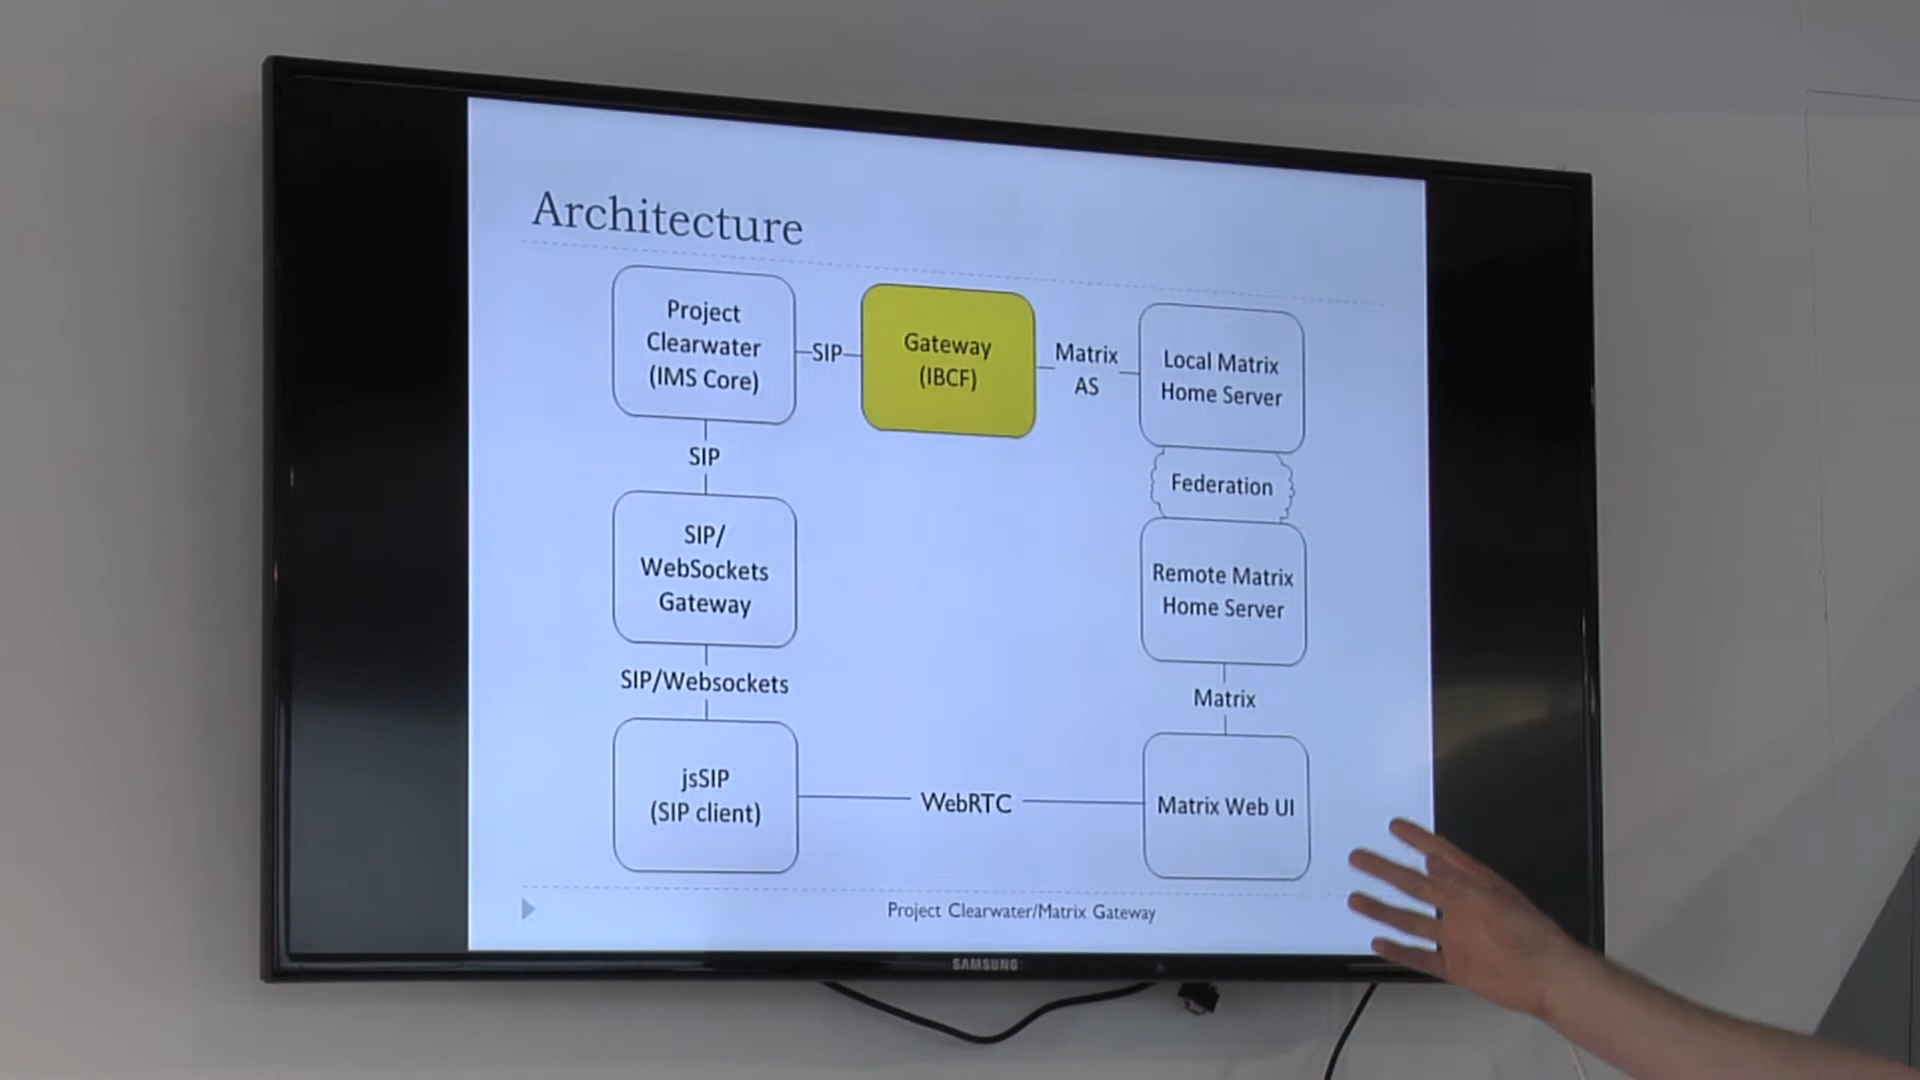 Architecture
Project
Clearwater
(IMS Core)
SIP
Gateway
(IBCF)
Matrix
AS
Local Matrix
Home Server
SIP
Federation
SIP/
WebSockets
Gateway
Remote Matrix
Home Server
SIP/Websockets
Matrix
jsSIP
(SIP client)
WebRTC
Matrix Web UI
Project Clearwater/Matrix Gateway
SAMSUNG